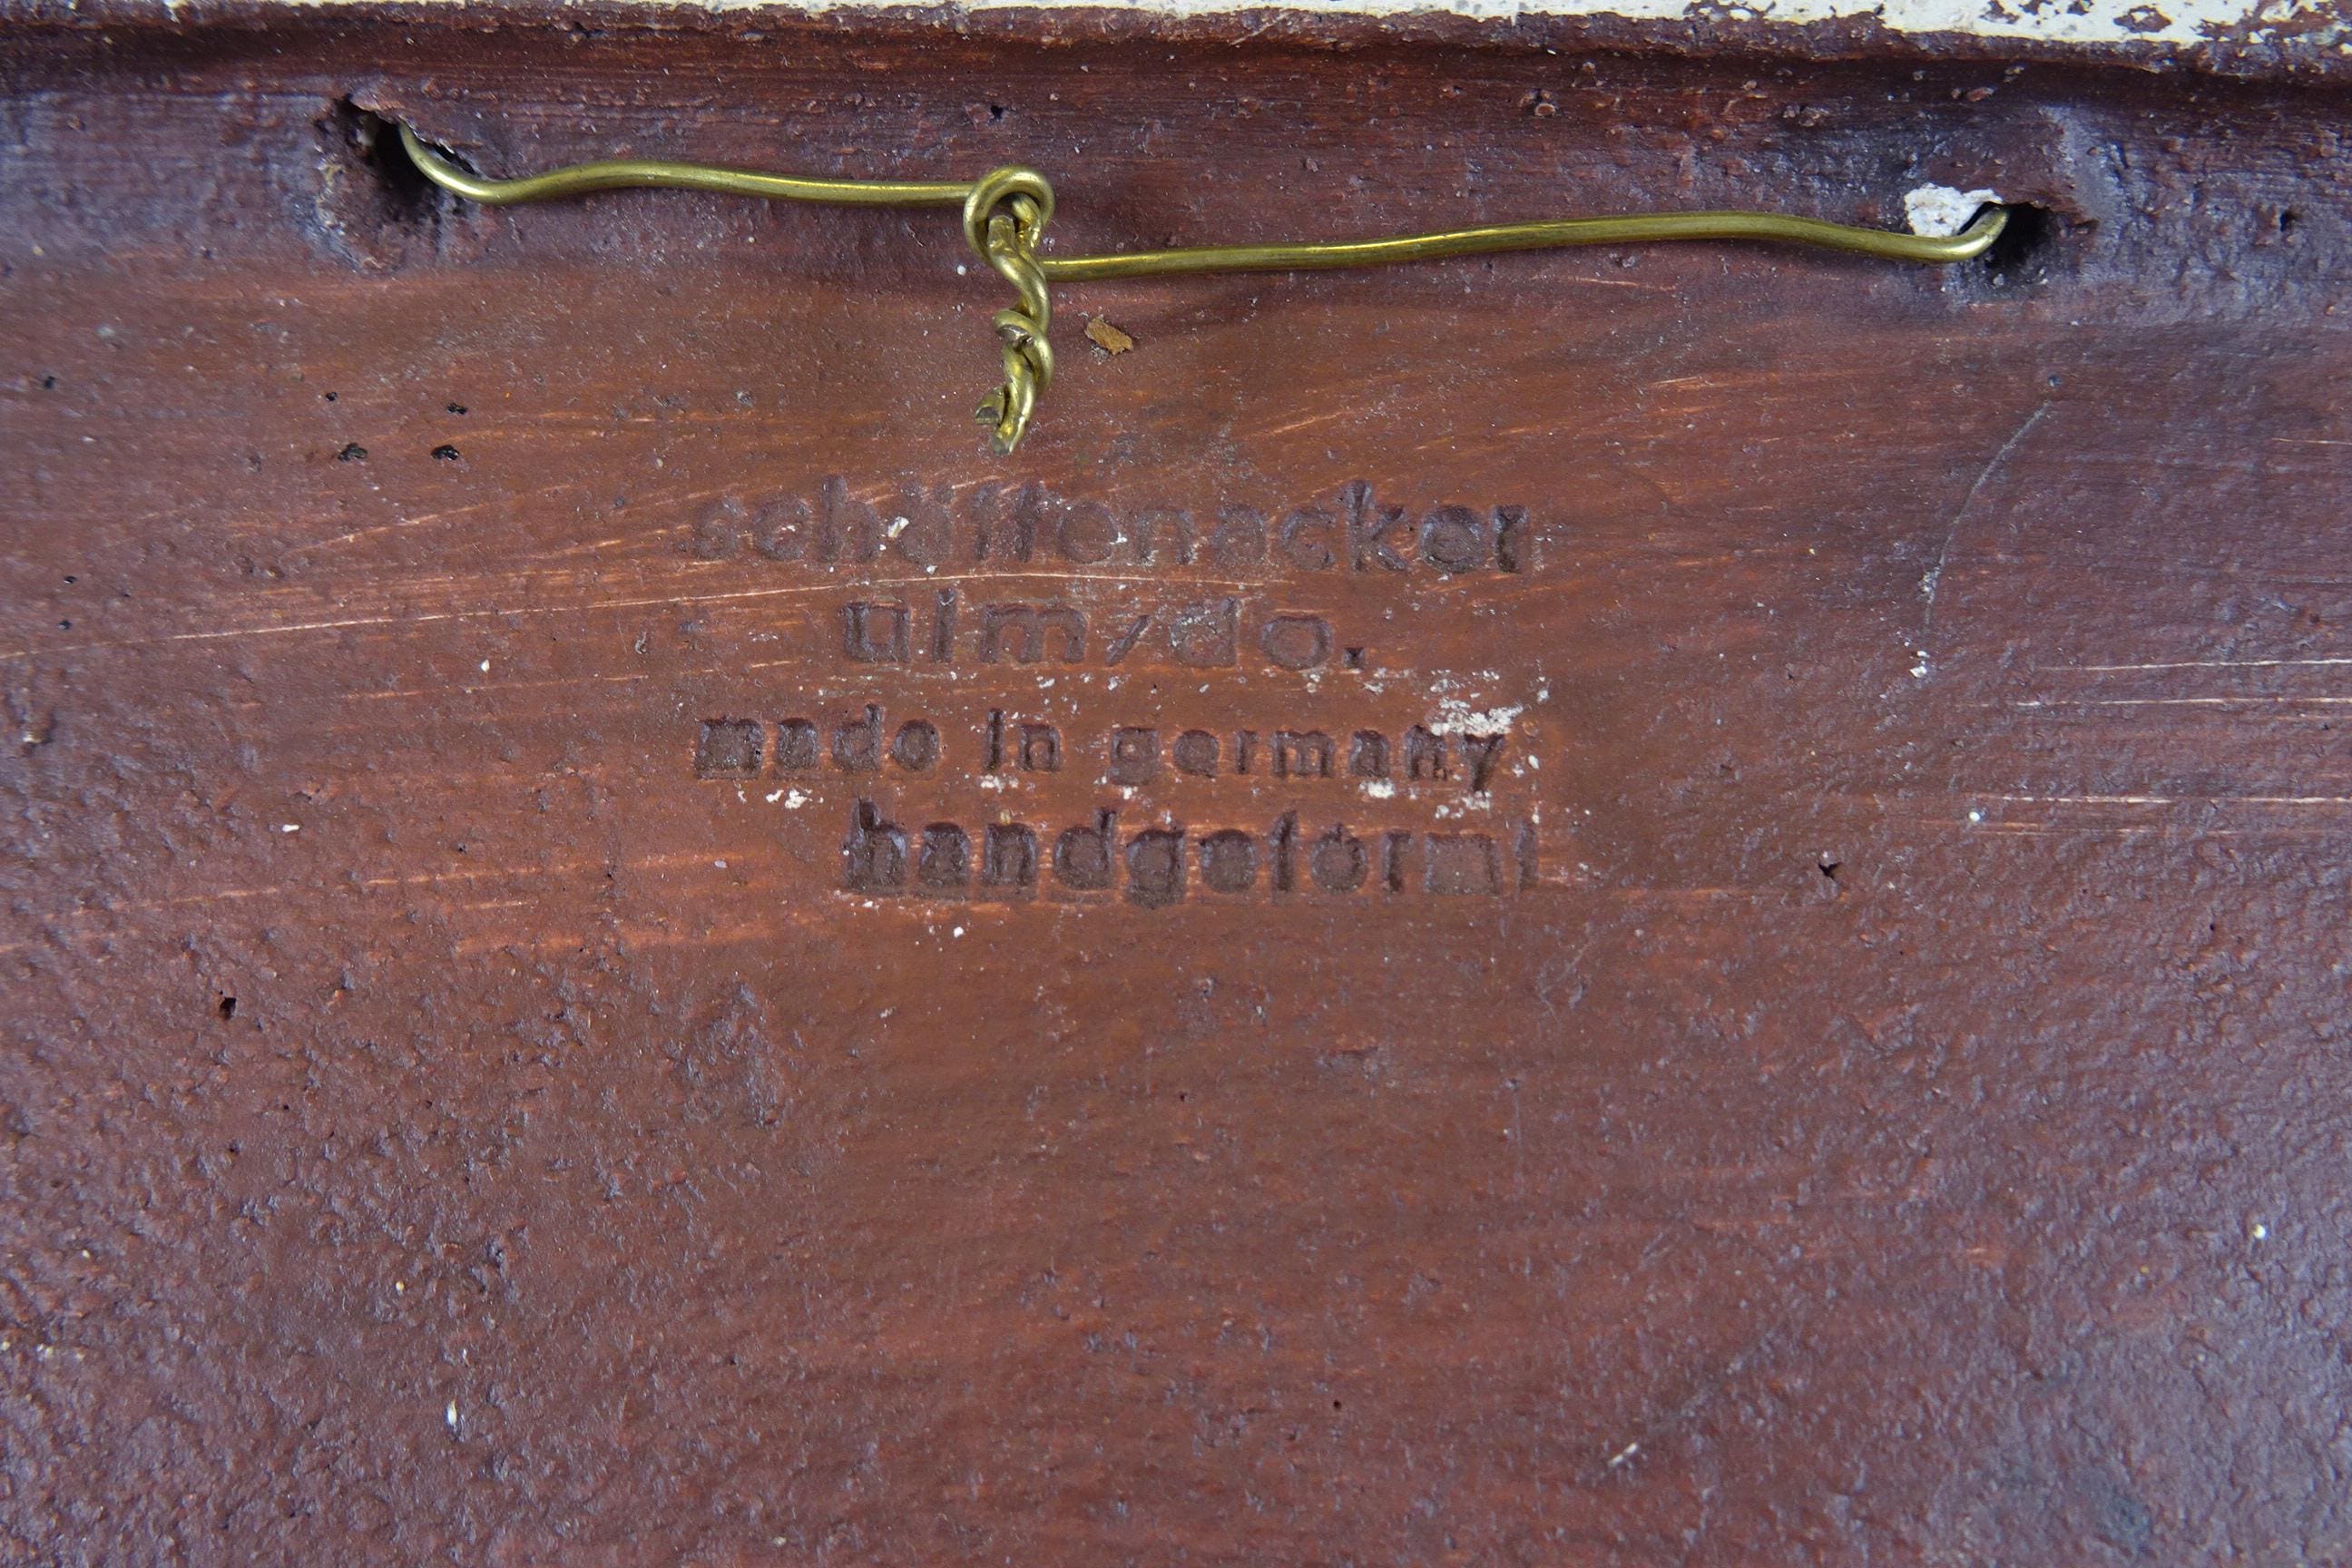 schäffenacker
ulm/do.
made in germany
handgeformt